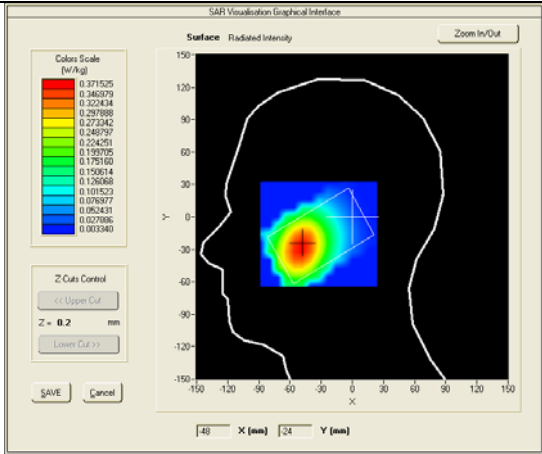 SAR Visualisation Graphical Interface
Surface Radiated Intensity
Zoom In/Out
Colors Scale
(W/kg)
0.371525
0.346979
0.322434
0.297888
0.273342
0.248797
0.224251
0.199705
0.175160
0.150614
0.126068
0.101523
0.076977
0.052431
0.027886
0.003340
Z Cuts Control
<< Upper Cut
Z = 0.2 mm
Lower Cut >>
SAVE
Cancel
150
120
90
60
30
0
-30
-60
-90
-120
-150
Y
-150 -120 -90 -60 -30 0 30 60 90 120 150
X
-48 X (mm) -24 Y (mm)